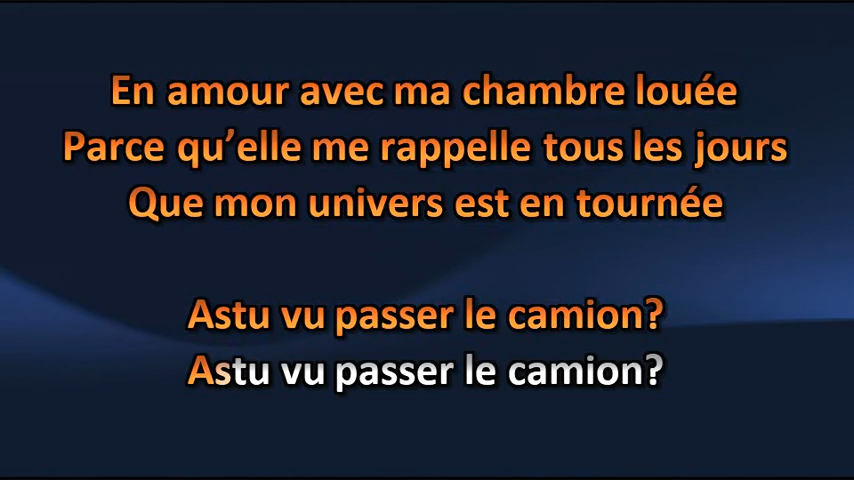 En amour avec ma chambre louée
Parce qu’elle me rappelle tous les jours
Que mon univers est en tournée
Astu vu passer le camion?
Astu vu passer le camion?